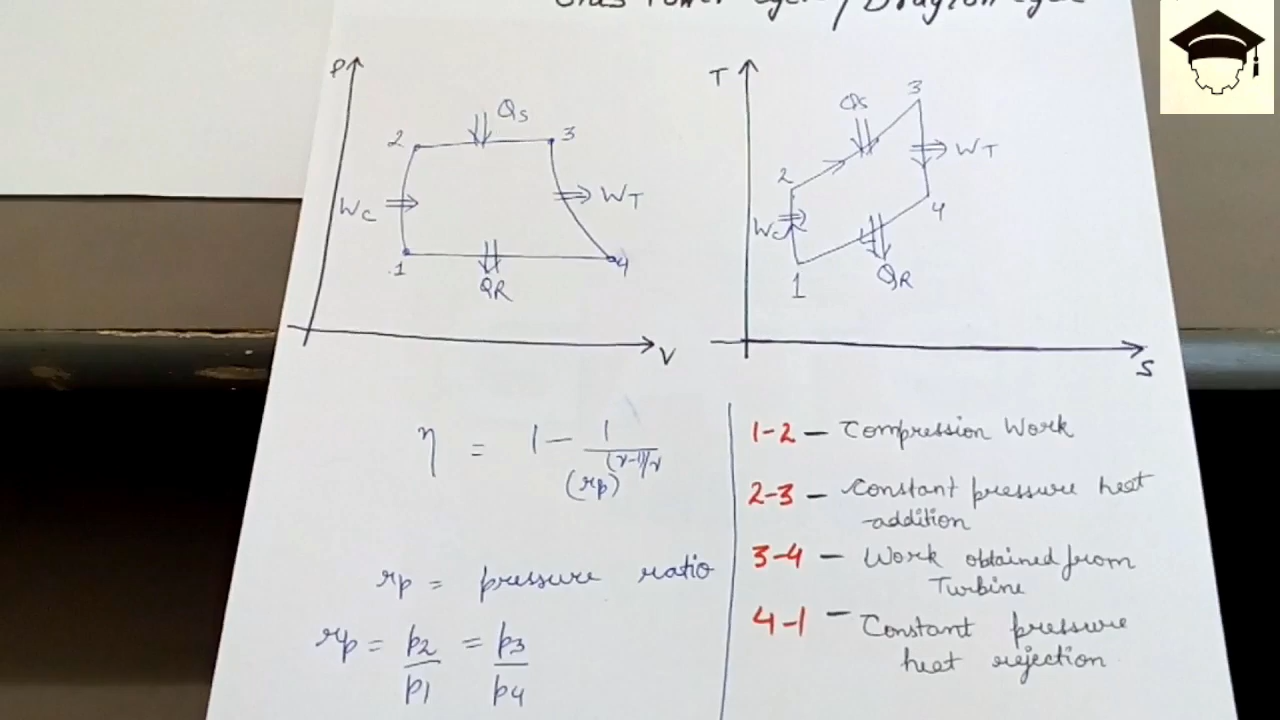 P
2
Qs
3
Wc
WT
1
QR
4
V
T
Qs
3
2
WT
Wc
4
1
QR
S
η = 1 - 1/(rp)^(γ-1)/γ
rp = pressure ratio
rp = p2/p1 = p3/p4
1-2 - Compression Work
2-3 - Constant pressure heat
-addition
3-4 - Work obtained from
Turbine
4-1 - Constant pressure
heat rejection